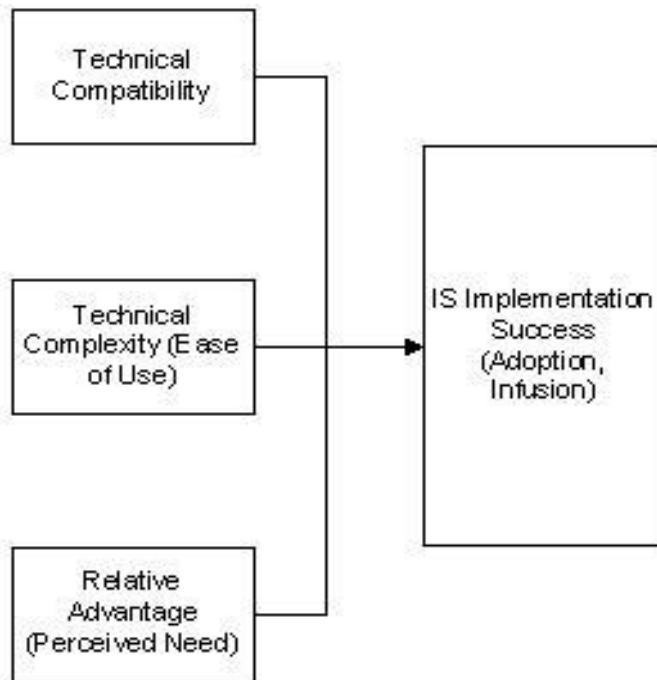 Technical
Compatibility
Technical
Complexity (Ease
of Use)
Relative
Advantage
(Perceived Need)
IS Implementation
Success
(Adoption,
Infusion)